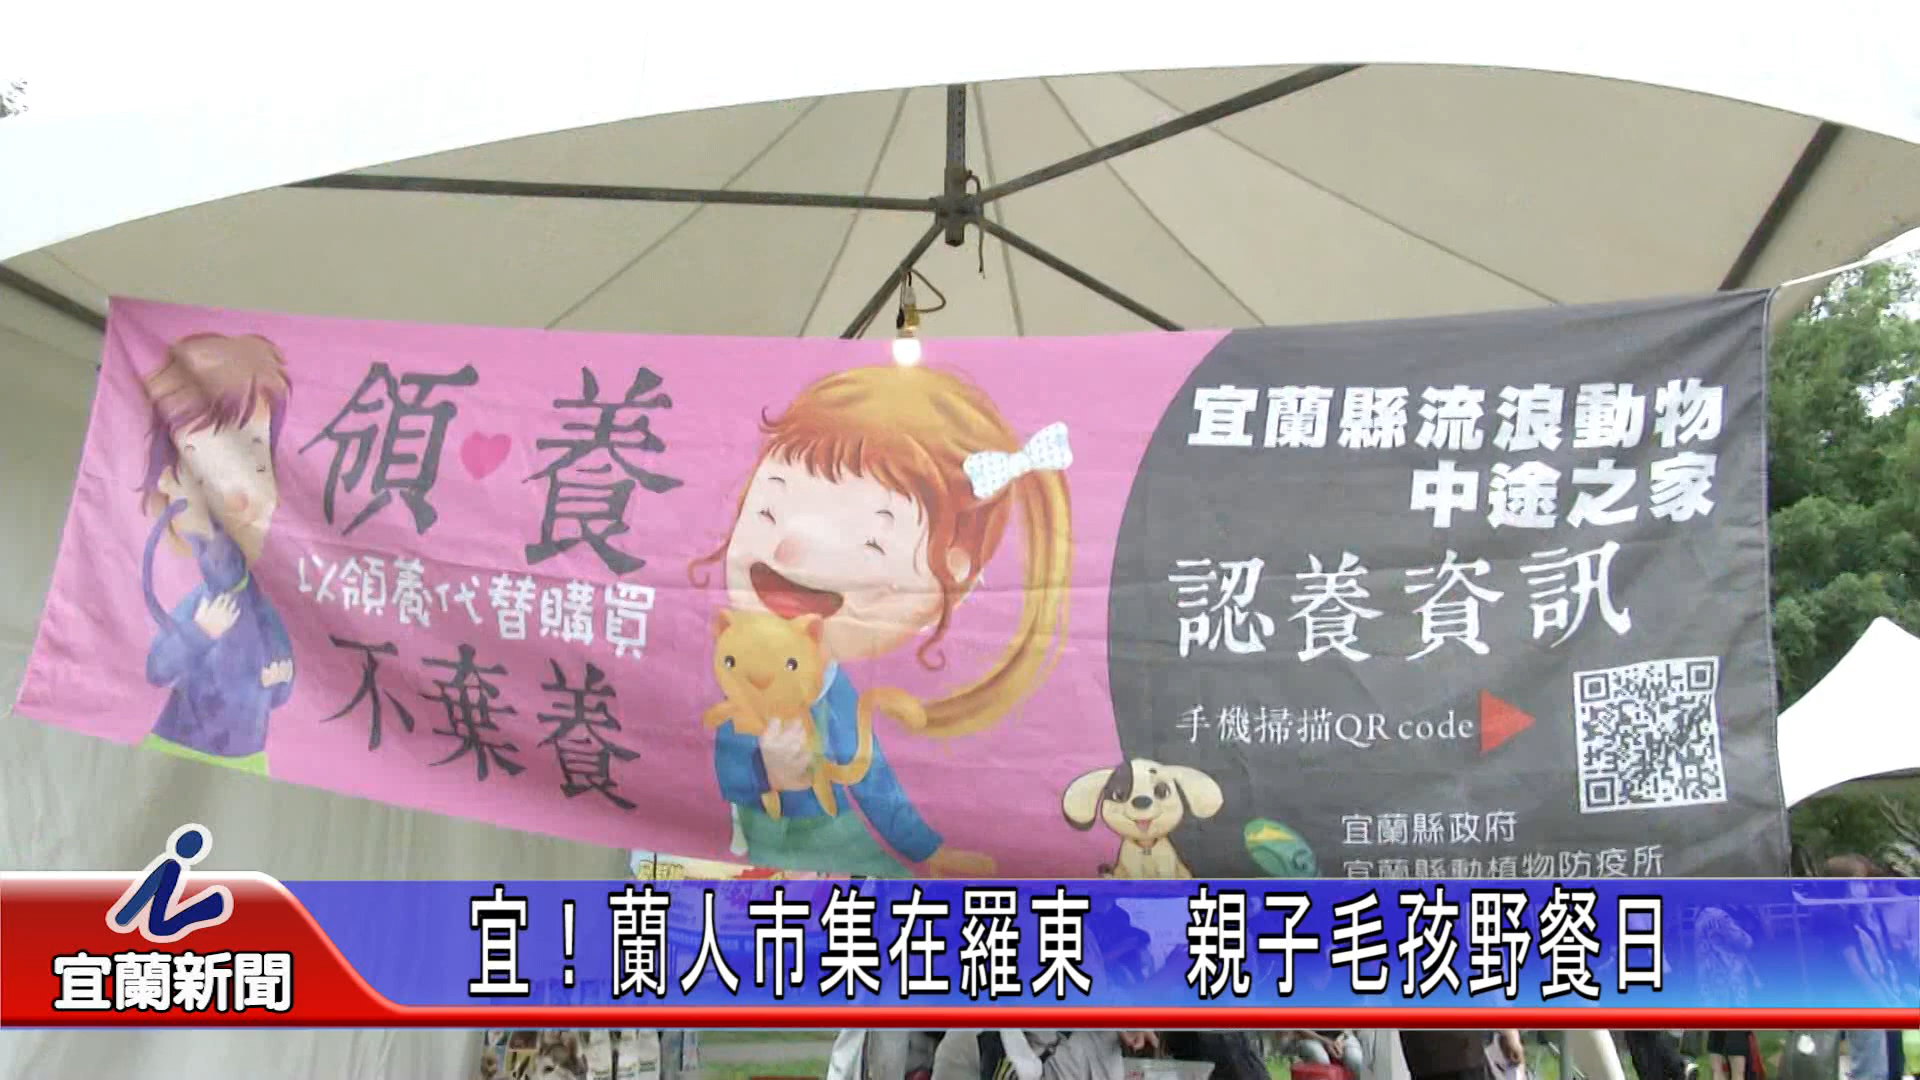 領養
以領養代替購買
不棄養
宜蘭縣流浪動物
中途之家
認養資訊
手機掃描QR code
宜蘭縣政府
宜蘭縣動植物防疫所
宜！蘭人市集在羅東 親子毛孩野餐日
宜蘭新聞